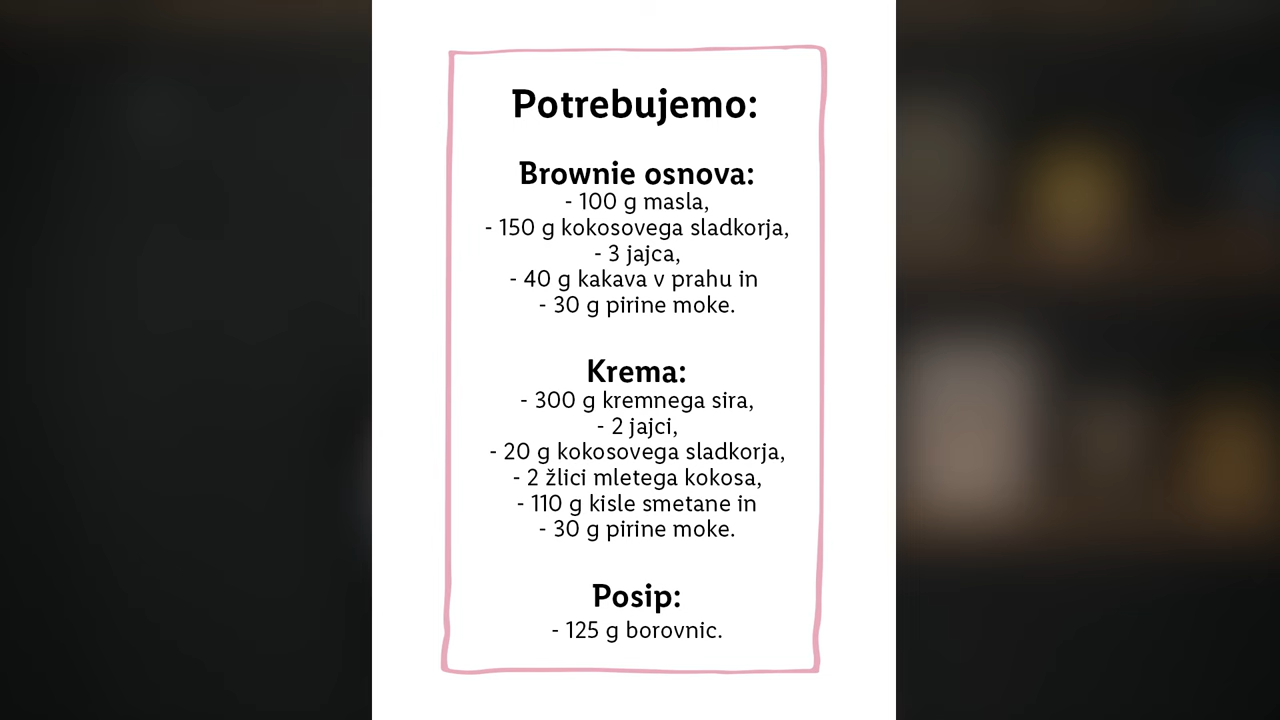 Potrebujemo:
Brownie osnova:
- 100 g masla,
- 150 g kokosovega sladkorja,
- 3 jajca,
- 40 g kakava v prahu in
- 30 g pirine moke.
Krema:
- 300 g kremnega sira,
- 2 jajci,
- 20 g kokosovega sladkorja,
- 2 žlici mletega kokosa,
- 110 g kisle smetane in
- 30 g pirine moke.
Posip:
- 125 g borovnic.